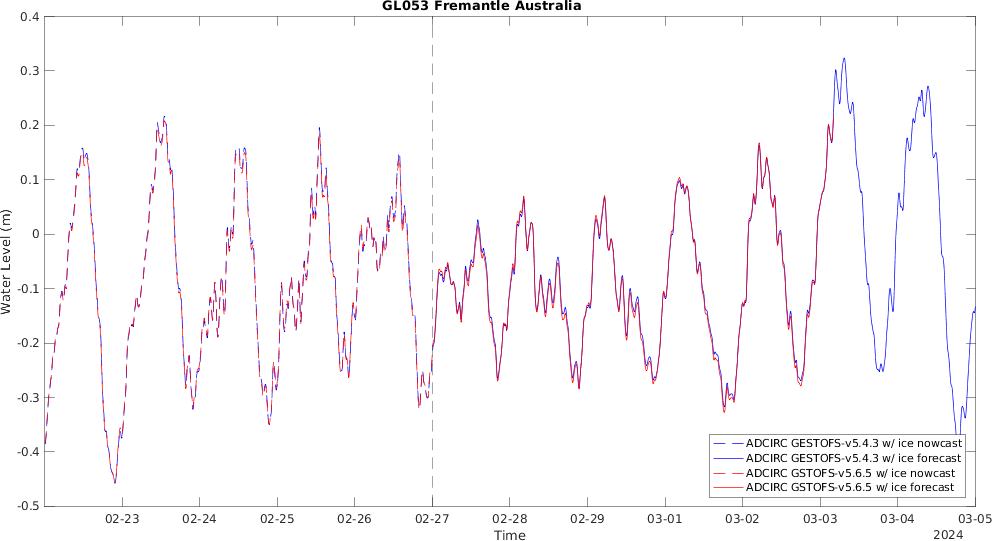 GL053 Fremantle Australia
0.4
0.3
0.2
0.1
0
-0.1
-0.2
-0.3
-0.4
-0.5
Water Level (m)
ADCIRC GESTOFS-v5.4.3 w/ ice nowcast
ADCIRC GESTOFS-v5.4.3 w/ ice forecast
ADCIRC GSTOFS-v5.6.5 w/ ice nowcast
ADCIRC GSTOFS-v5.6.5 w/ ice forecast
02-23 02-24 02-25 02-26 02-27 02-28 02-29 03-01 03-02 03-03 03-04 03-05
Time
2024